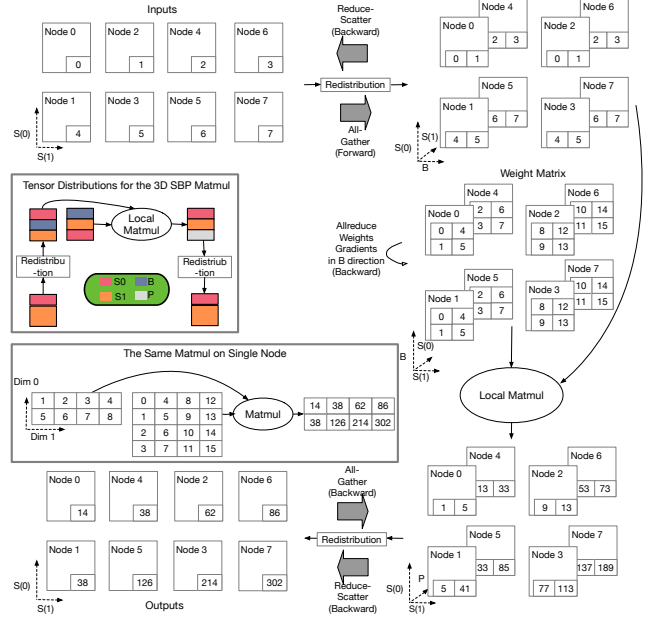 Inputs
Node 0
0
Node 2
1
Node 4
2
Node 6
3
Node 1
4
Node 3
5
Node 5
6
Node 7
7
S(0)
S(1)
Reduce-
Scatter
(Backward)
Redistribution
All-
Gather
(Forward)
Node 4
2 3
Node 0
0 1
Node 6
2 3
Node 2
0 1
Node 5
6 7
Node 1
4 5
Node 7
6 7
Node 3
4 5
S(0)
S(1)
B
Tensor Distributions for the 3D SBP Matmul
Local
Matmul
Redistribu
-tion
Redistriub
-ution
S0
B
S1
P
Allreduce
Weights
Gradients
in B direction
(Backward)
Weight Matrix
Node 4
2 6
3 7
Node 0
0 4
1 5
Node 6
10 14
11 15
Node 2
8 12
9 13
Node 5
2 6
3 7
Node 1
0 4
1 5
Node 7
10 14
11 15
Node 3
8 12
9 13
B
S(0)
S(1)
Local Matmul
The Same Matmul on Single Node
Dim 0
1 2 3 4
5 6 7 8
Dim 1
0 4 8 12
1 5 9 13
2 6 10 14
3 7 11 15
Matmul
14 38 62 86
38 126 214 302
Node 0
14
Node 4
38
Node 2
62
Node 6
86
Node 1
38
Node 5
126
Node 3
214
Node 7
302
S(0)
S(1)
Outputs
All-
Gather
(Backward)
Redistribution
Reduce-
Scatter
(Backward)
Node 4
13 33
Node 0
1 5
Node 6
53 73
Node 2
9 13
Node 5
33 85
Node 1
5 41
Node 7
137 189
Node 3
77 113
S(0)
P
S(1)